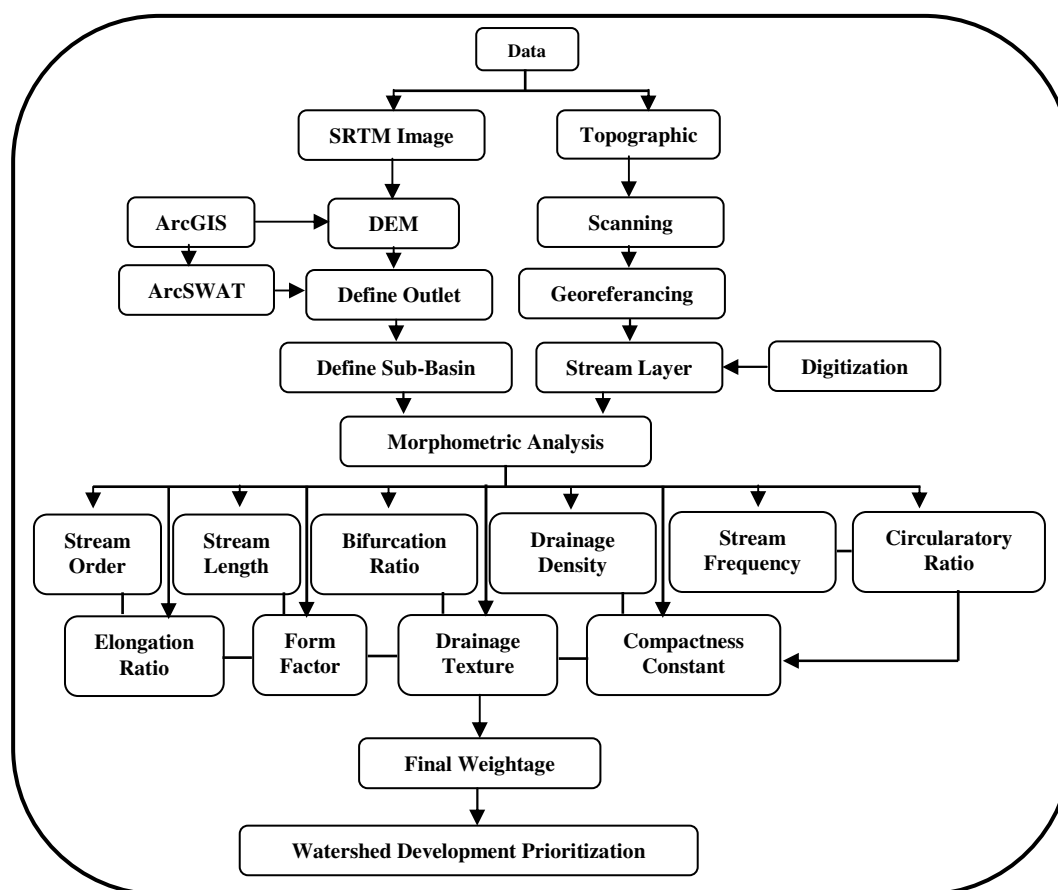 Data
SRTM Image
Topographic
ArcGIS
DEM
Scanning
ArcSWAT
Define Outlet
Georeferancing
Define Sub-Basin
Stream Layer
Digitization
Morphometric Analysis
Stream
Order
Stream
Length
Bifurcation
Ratio
Drainage
Density
Stream
Frequency
Circularatory
Ratio
Elongation
Ratio
Form
Factor
Drainage
Texture
Compactness
Constant
Final Weightage
Watershed Development Prioritization